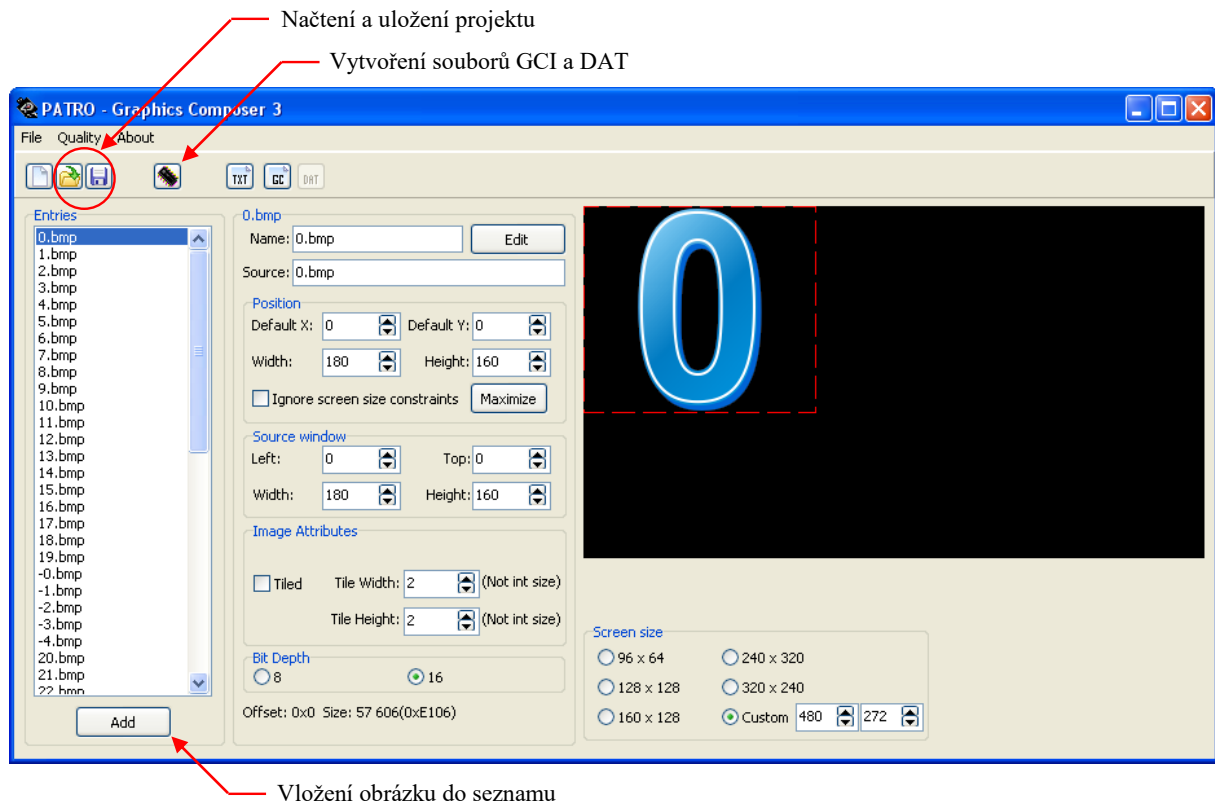 Načtení a uložení projektu
Vytvoření souborů GCI a DAT
PATRO - Graphics Composer 3
File Quality About
TXT GC DAT
Entries
0.bmp
1.bmp
2.bmp
3.bmp
4.bmp
5.bmp
6.bmp
7.bmp
8.bmp
9.bmp
10.bmp
11.bmp
12.bmp
13.bmp
14.bmp
15.bmp
16.bmp
17.bmp
18.bmp
19.bmp
-0.bmp
-1.bmp
-2.bmp
-3.bmp
-4.bmp
20.bmp
21.bmp
22.bmp
Add
0.bmp
Name: 0.bmp Edit
Source: 0.bmp
Position
Default X: 0 Default Y: 0
Width: 180 Height: 160
Ignore screen size constraints Maximize
Source window
Left: 0 Top: 0
Width: 180 Height: 160
Image Attributes
Tiled Tile Width: 2 (Not int size)
Tile Height: 2 (Not int size)
Bit Depth
8 16
Offset: 0x0 Size: 57 606(0xE106)
0
Screen size
96 x 64 240 x 320
128 x 128 320 x 240
160 x 128 Custom 480 272
Vložení obrázku do seznamu